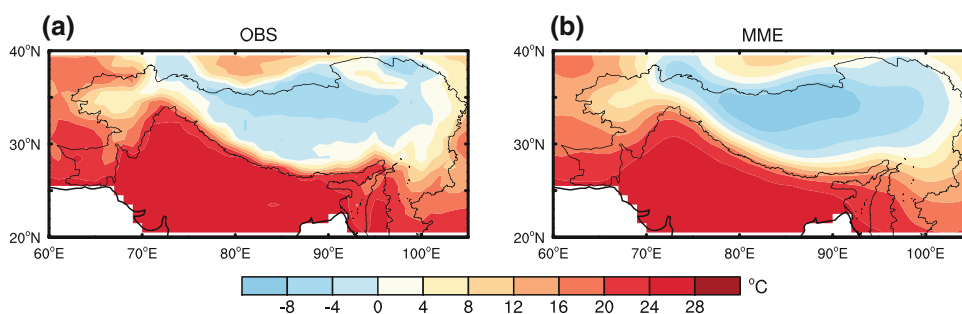 (a) OBS (b) MME
40°N 40°N
30°N 30°N
20°N 20°N
60°E 70°E 80°E 90°E 100°E 60°E 70°E 80°E 90°E 100°E
-8 -4 0 4 8 12 16 20 24 28 °C